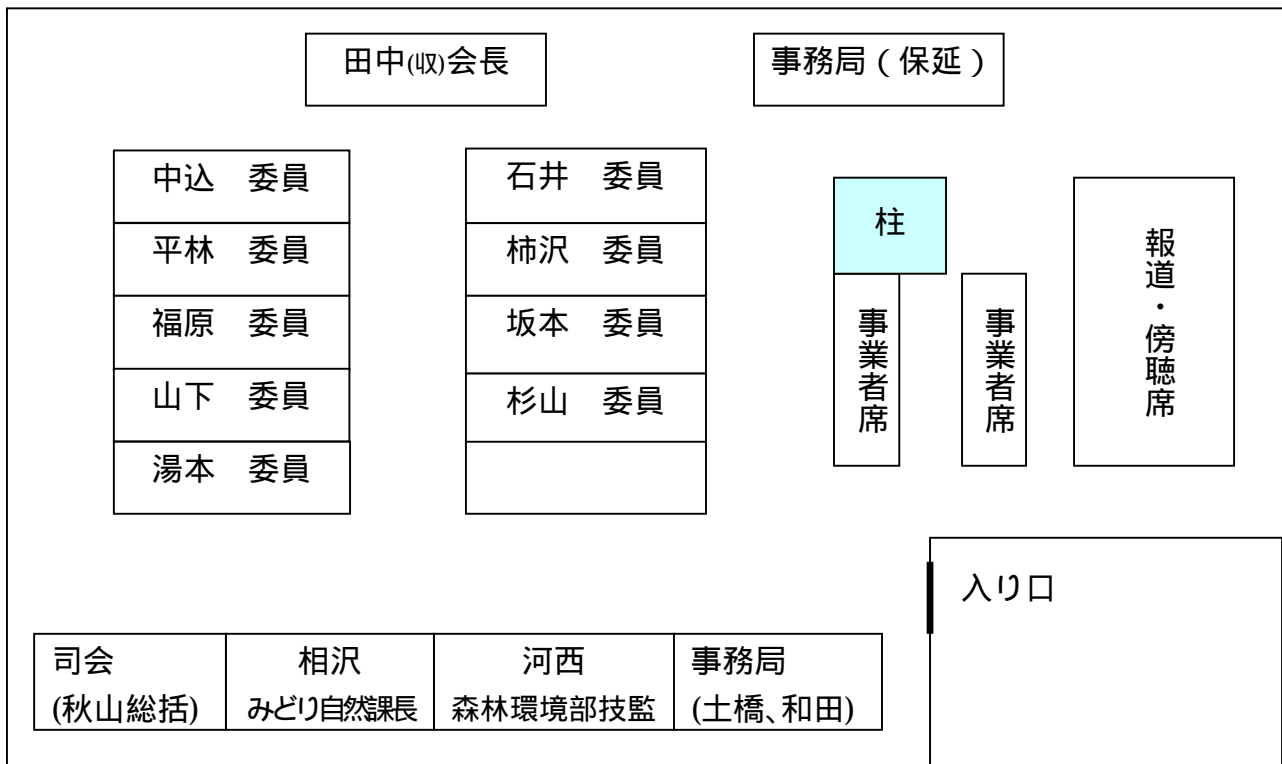 田中(収)会長
事務局(保延)
中込 委員
平林 委員
福原 委員
山下 委員
湯本 委員
石井 委員
柿沢 委員
坂本 委員
杉山 委員
柱
事業者席
事業者席
報道・傍聴席
入り口
司会
(秋山総括)
相沢
みどり自然課長
河西
森林環境部技監
事務局
(土橋、和田)